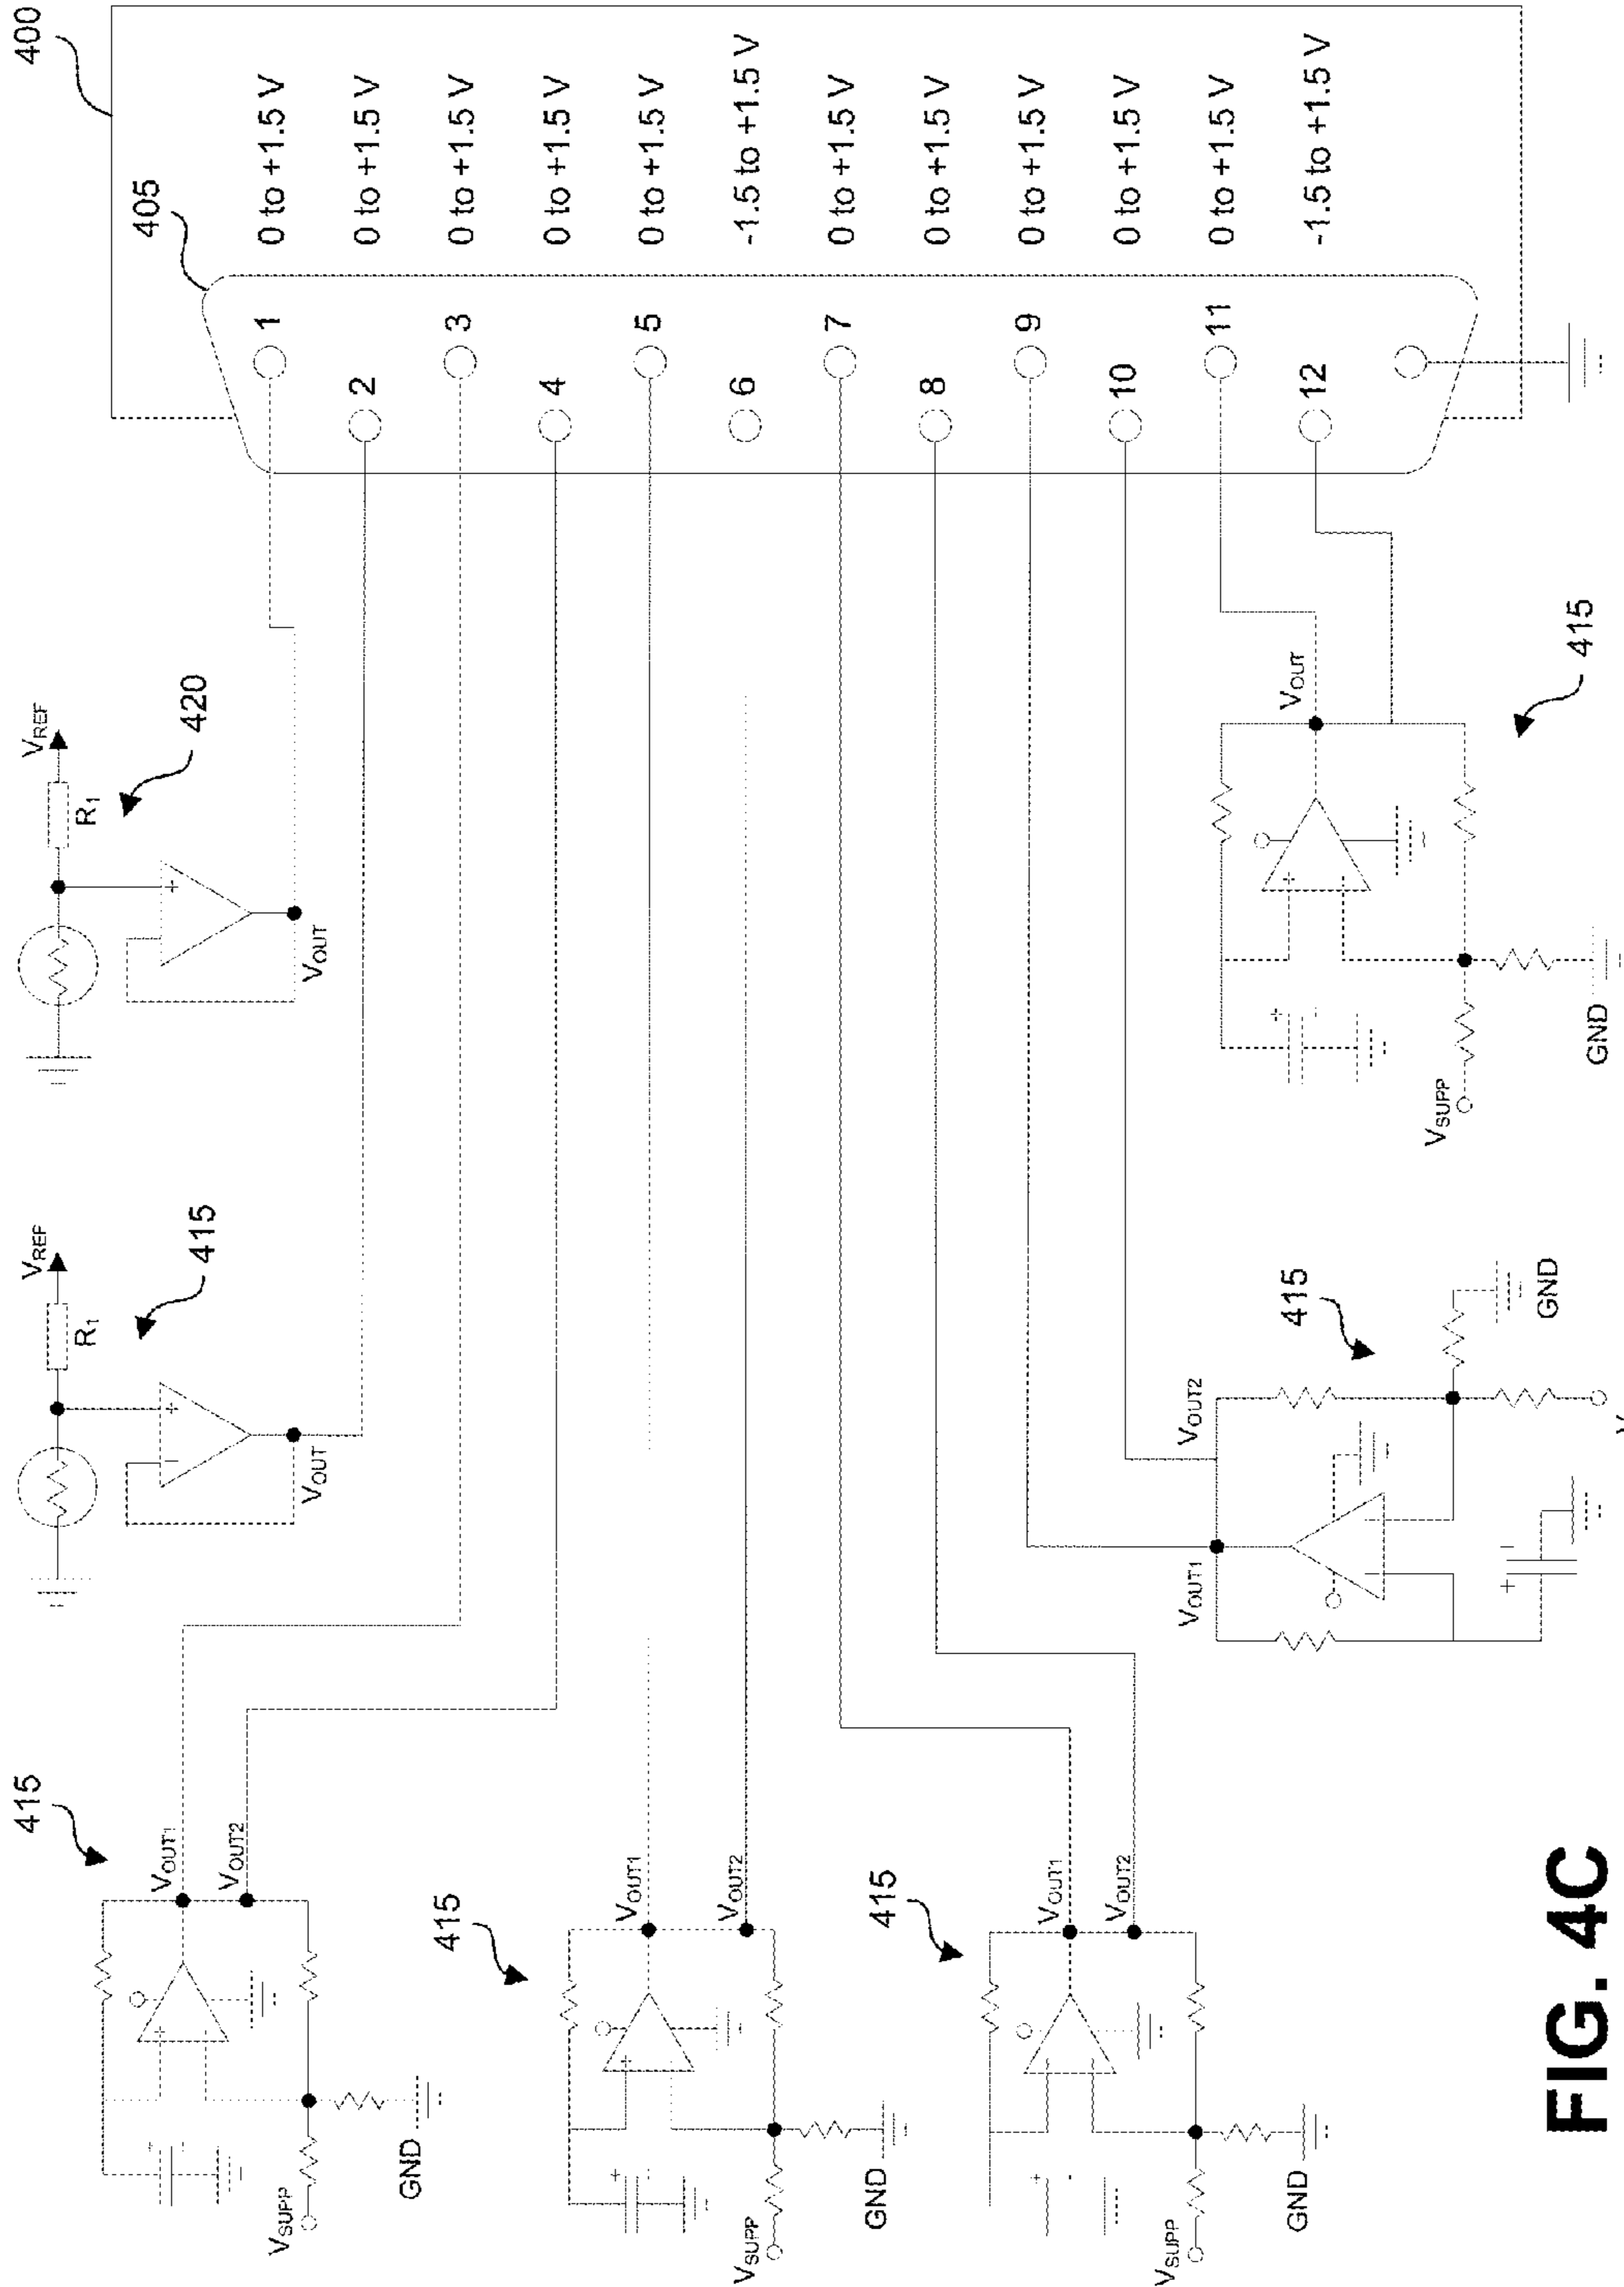 400
405
1 0 to +1.5 V
2 0 to +1.5 V
3 0 to +1.5 V
4 0 to +1.5 V
5 0 to +1.5 V
6 -1.5 to +1.5 V
7 0 to +1.5 V
8 0 to +1.5 V
9 0 to +1.5 V
10 0 to +1.5 V
11 0 to +1.5 V
12 -1.5 to +1.5 V
VREF
R1
420
+
VOUT
VREF
R1
415
+
-
VOUT
415
VOUT1
VOUT2
VSUPP
GND
415
VOUT1
VOUT2
+
VSUPP
GND
415
VOUT1
VOUT2
+
VSUPP
GND
415
VOUT1
VOUT2
+
-
GND
415
VOUT
+
VSUPP
GND
FIG. 4C